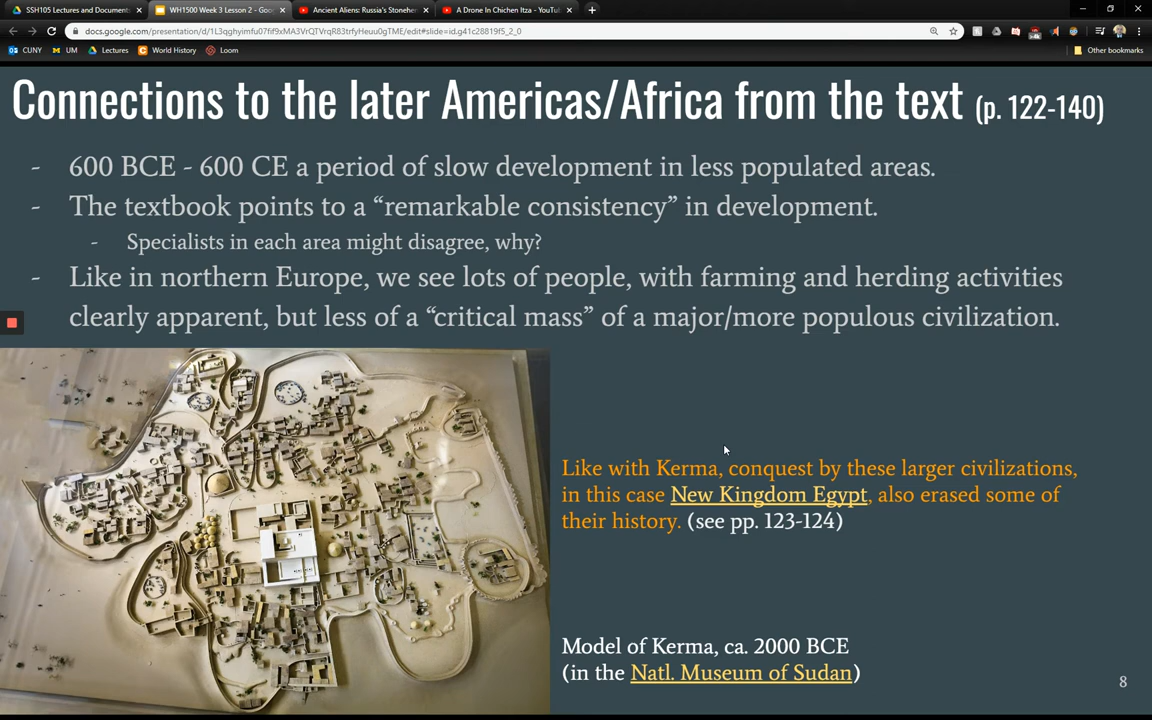 SSH105 Lectures and Document
WH1500 Week 3 Lesson 2 - Goo
Ancient Aliens: Russia's Stoneher
A Drone In Chichen Itza - YouTu
docs.google.com/presentation/d/1L3qghyimfu07fif9xMA3VrQTVrqR83trfyHeuu0gTME/edit#slide=id.g41c28819f5_2_0
CUNY
UM
Lectures
World History
Loom
Other bookmarks
Connections to the later Americas/Africa from the text (p. 122-140)
- 600 BCE - 600 CE a period of slow development in less populated areas.
- The textbook points to a “remarkable consistency” in development.
- Specialists in each area might disagree, why?
- Like in northern Europe, we see lots of people, with farming and herding activities
clearly apparent, but less of a “critical mass” of a major/more populous civilization.
Like with Kerma, conquest by these larger civilizations,
in this case New Kingdom Egypt, also erased some of
their history. (see pp. 123-124)
Model of Kerma, ca. 2000 BCE
(in the Natl. Museum of Sudan)
8